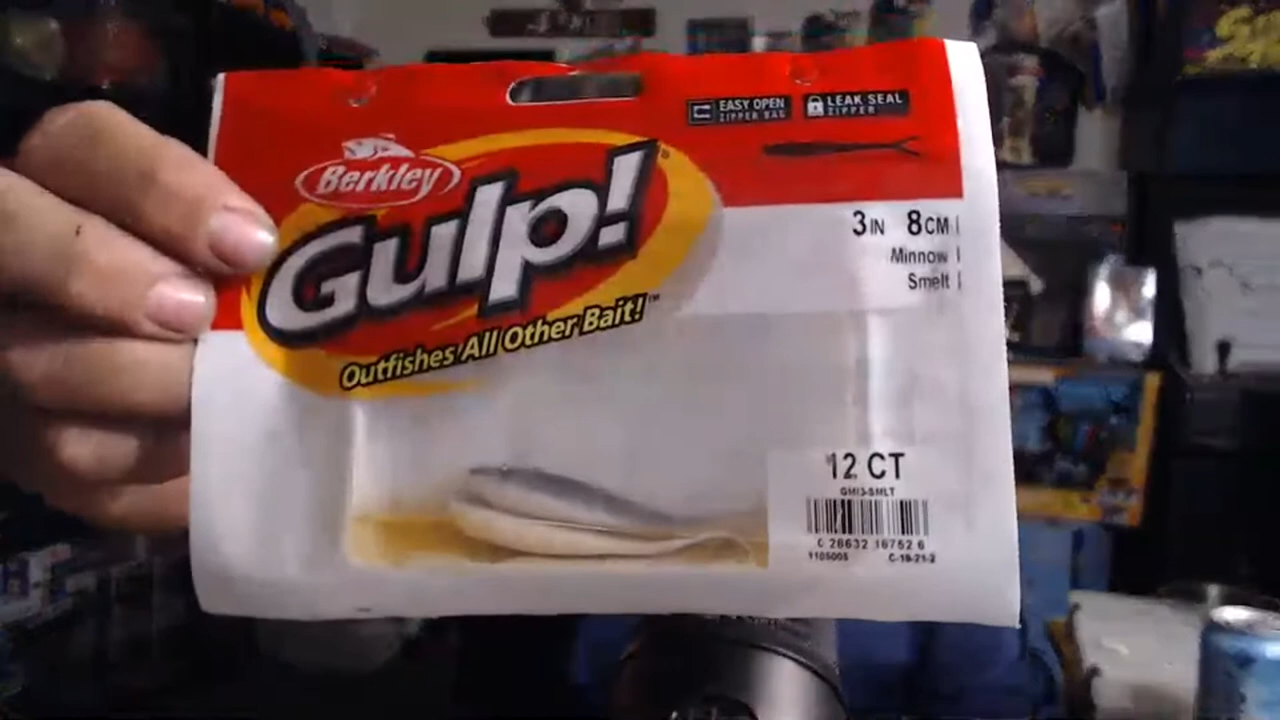 EASY OPEN
ZIPPER BAG
LEAK SEAL
ZIPPER
Berkley
Gulp!
Outfishes All Other Bait!™
3IN 8CM
Minnow
Smelt
12 CT
GMI3-SMLT
0 28632 16752 6
1105005 C-18-21-2